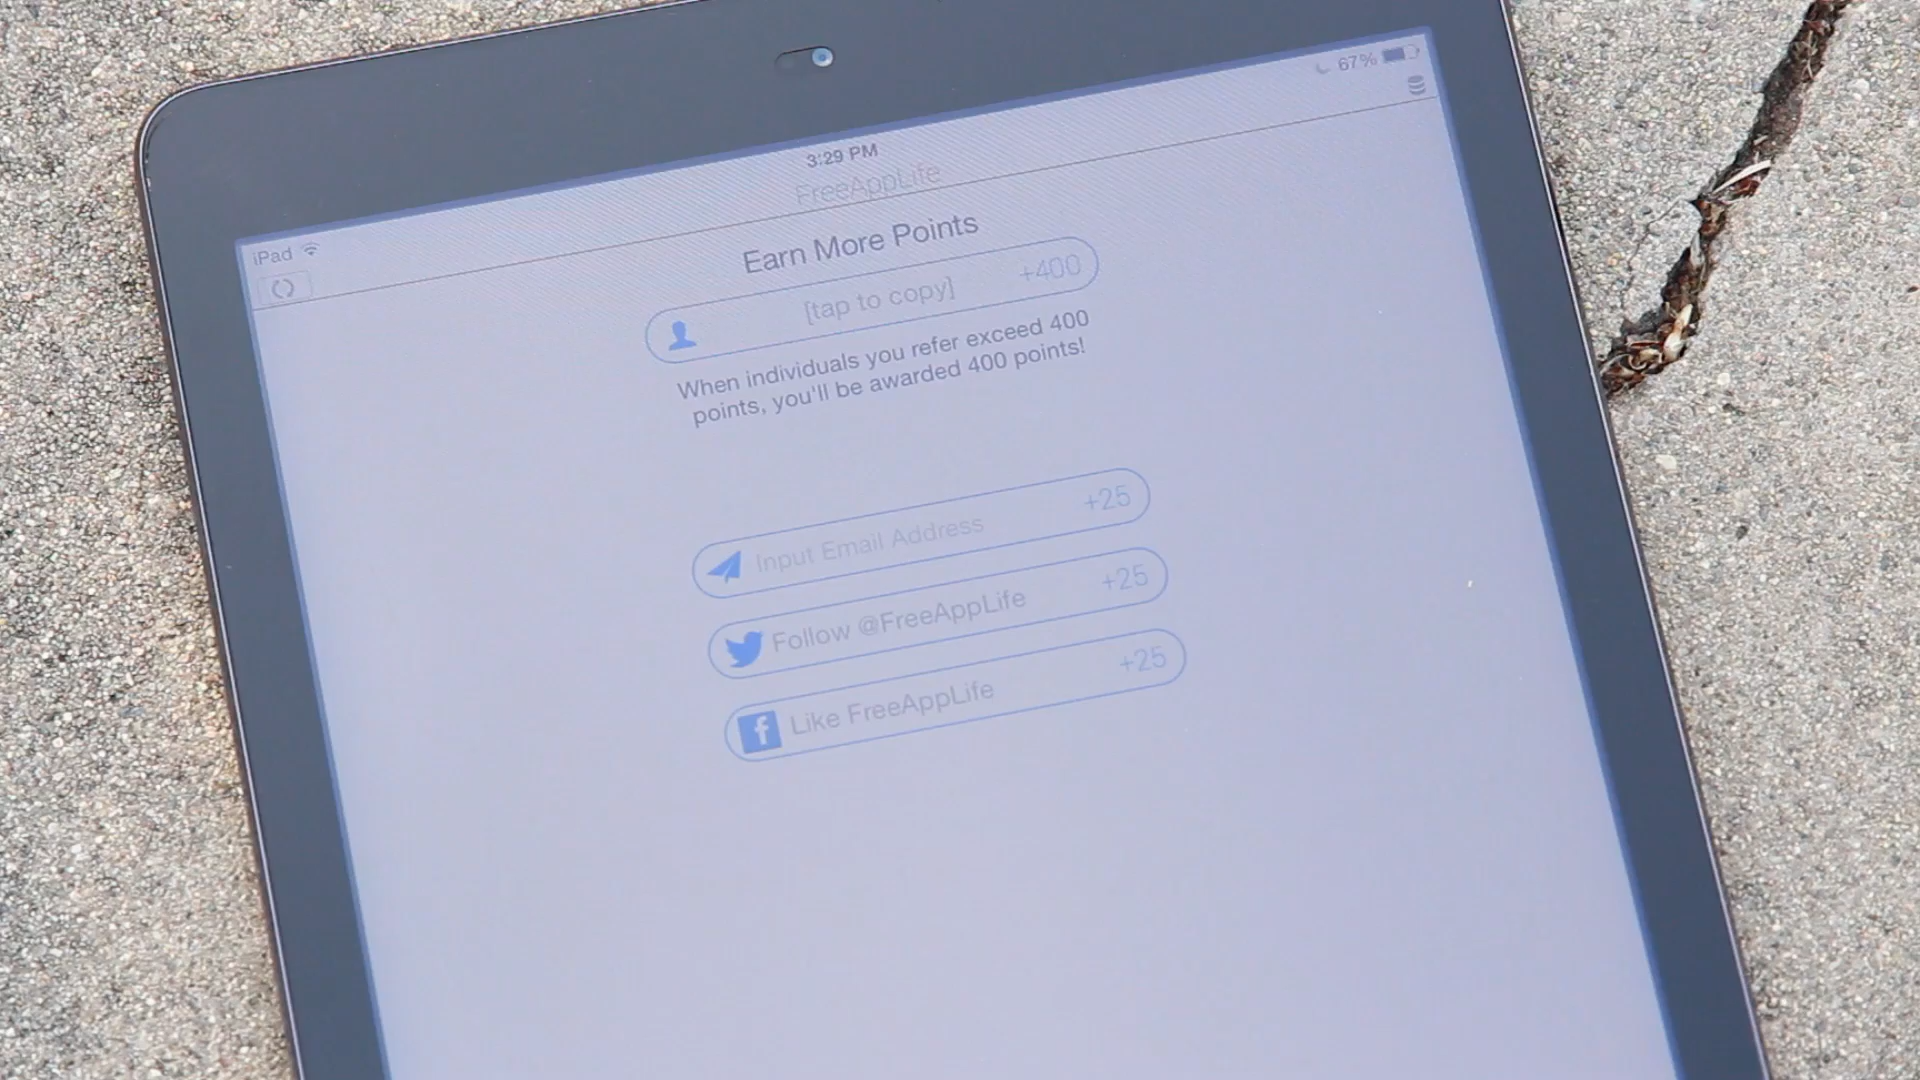 iPad
3:29 PM
67%
FreeAppLife
Earn More Points
[tap to copy] +400
When individuals you refer exceed 400
points, you'll be awarded 400 points!
Input Email Address +25
Follow @FreeAppLife +25
Like FreeAppLife +25